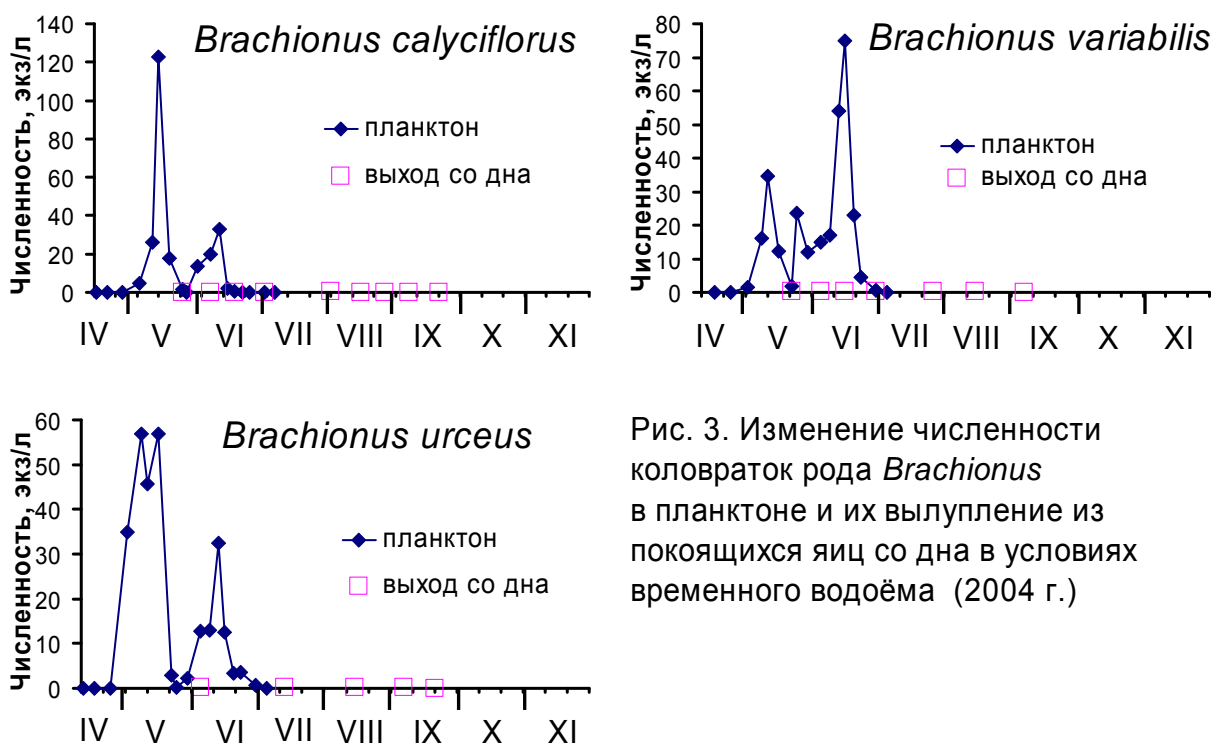 Brachionus calyciflorus
Численность, экз/л
140
120
100
80
60
40
20
0
планктон
выход со дна
IV V VI VII VIII IX X XI
Brachionus variabilis
Численность, экз/л
80
70
60
50
40
30
20
10
0
планктон
выход со дна
IV V VI VII VIII IX X XI
Brachionus urceus
Численность, экз/л
60
50
40
30
20
10
0
планктон
выход со дна
IV V VI VII VIII IX X XI
Рис. 3. Изменение численности
коловраток рода Brachionus
в планктоне и их вылупление из
покоящихся яиц со дна в условиях
временного водоёма (2004 г.)